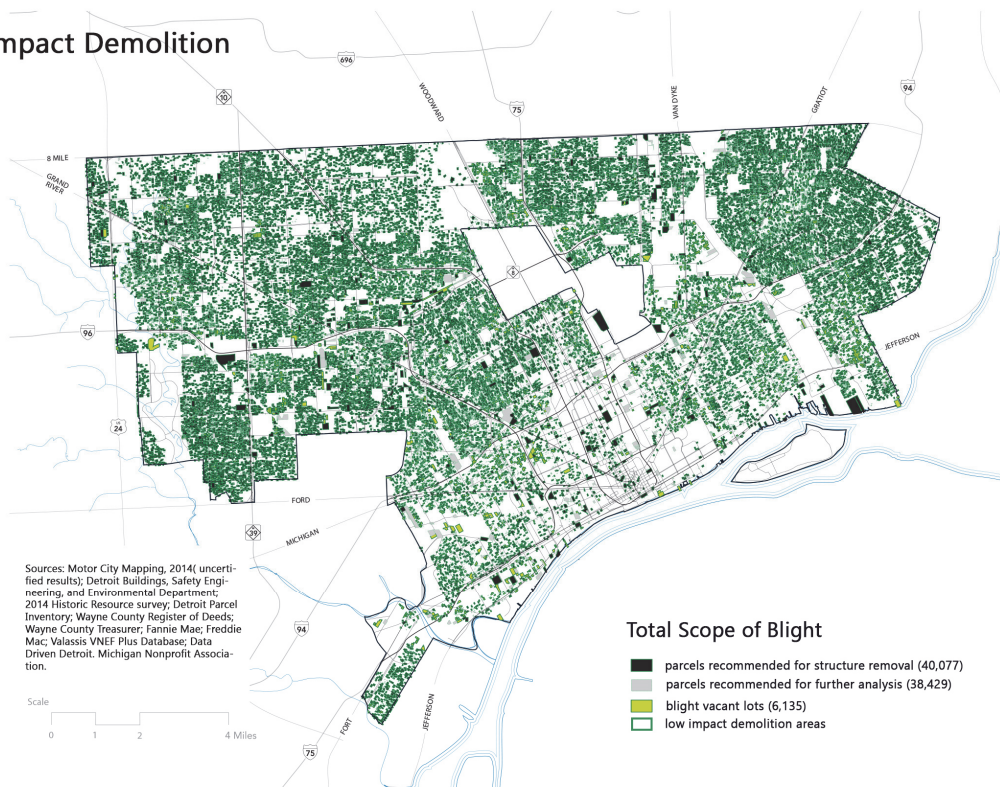 mpact Demolition
696
10
WOODWARD
75
VAN DYKE
GRATIOT
94
8 MILE
GRAND
RIVER
8
96
JEFFERSON
US
24
FORD
39
MICHIGAN
Sources: Motor City Mapping, 2014( uncerti-
fied results); Detroit Buildings, Safety Engi-
neering, and Environmental Department;
2014 Historic Resource survey; Detroit Parcel
Inventory; Wayne County Register of Deeds;
Wayne County Treasurer; Fannie Mae; Freddie
Mac; Valassis VNEF Plus Database; Data
Driven Detroit. Michigan Nonprofit Associa-
tion.
94
Total Scope of Blight
parcels recommended for structure removal (40,077)
parcels recommended for further analysis (38,429)
blight vacant lots (6,135)
low impact demolition areas
Scale
0 1 2 4 Miles
FORT
JEFFERSON
75